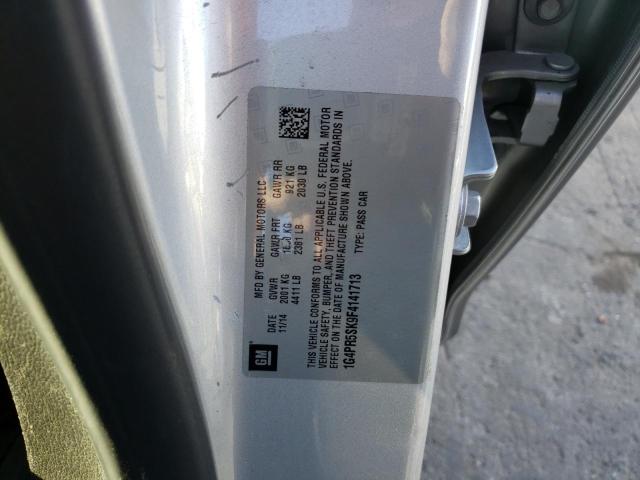 GM
MFD BY GENERAL MOTORS LLC
DATE GVWR GAWR FRT GAWR RR
11/14 2001 KG KG 921 KG
4411 LB 2381 LB 2030 LB
THIS VEHICLE CONFORMS TO ALL APPLICABLE U.S. FEDERAL MOTOR
VEHICLE SAFETY, BUMPER, AND THEFT PREVENTION STANDARDS IN
EFFECT ON THE DATE OF MANUFACTURE SHOWN ABOVE.
1G4PR5SK9F4141713 TYPE: PASS CAR